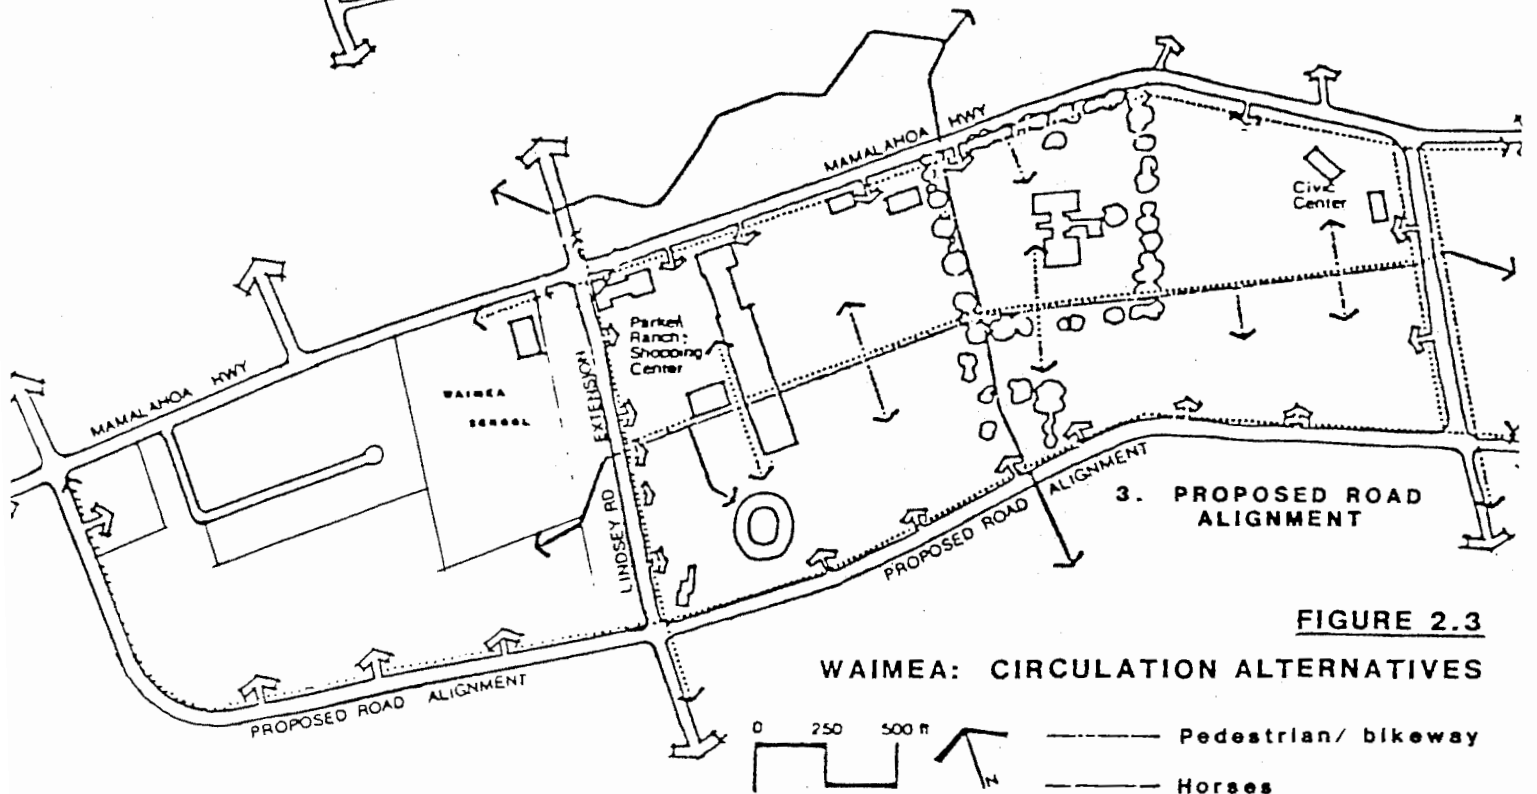 MAMALAHOA HWY
MAMALAHOA HWY
Civic
Center
Parker
Ranch
Shopping
Center
WAIMEA
SCHOOL
EXTENSION
LINDSEY RD
PROPOSED ROAD ALIGNMENT
PROPOSED ROAD ALIGNMENT
3. PROPOSED ROAD
ALIGNMENT
FIGURE 2.3
WAIMEA: CIRCULATION ALTERNATIVES
0 250 500 ft
N
Pedestrian/ bikeway
Horses